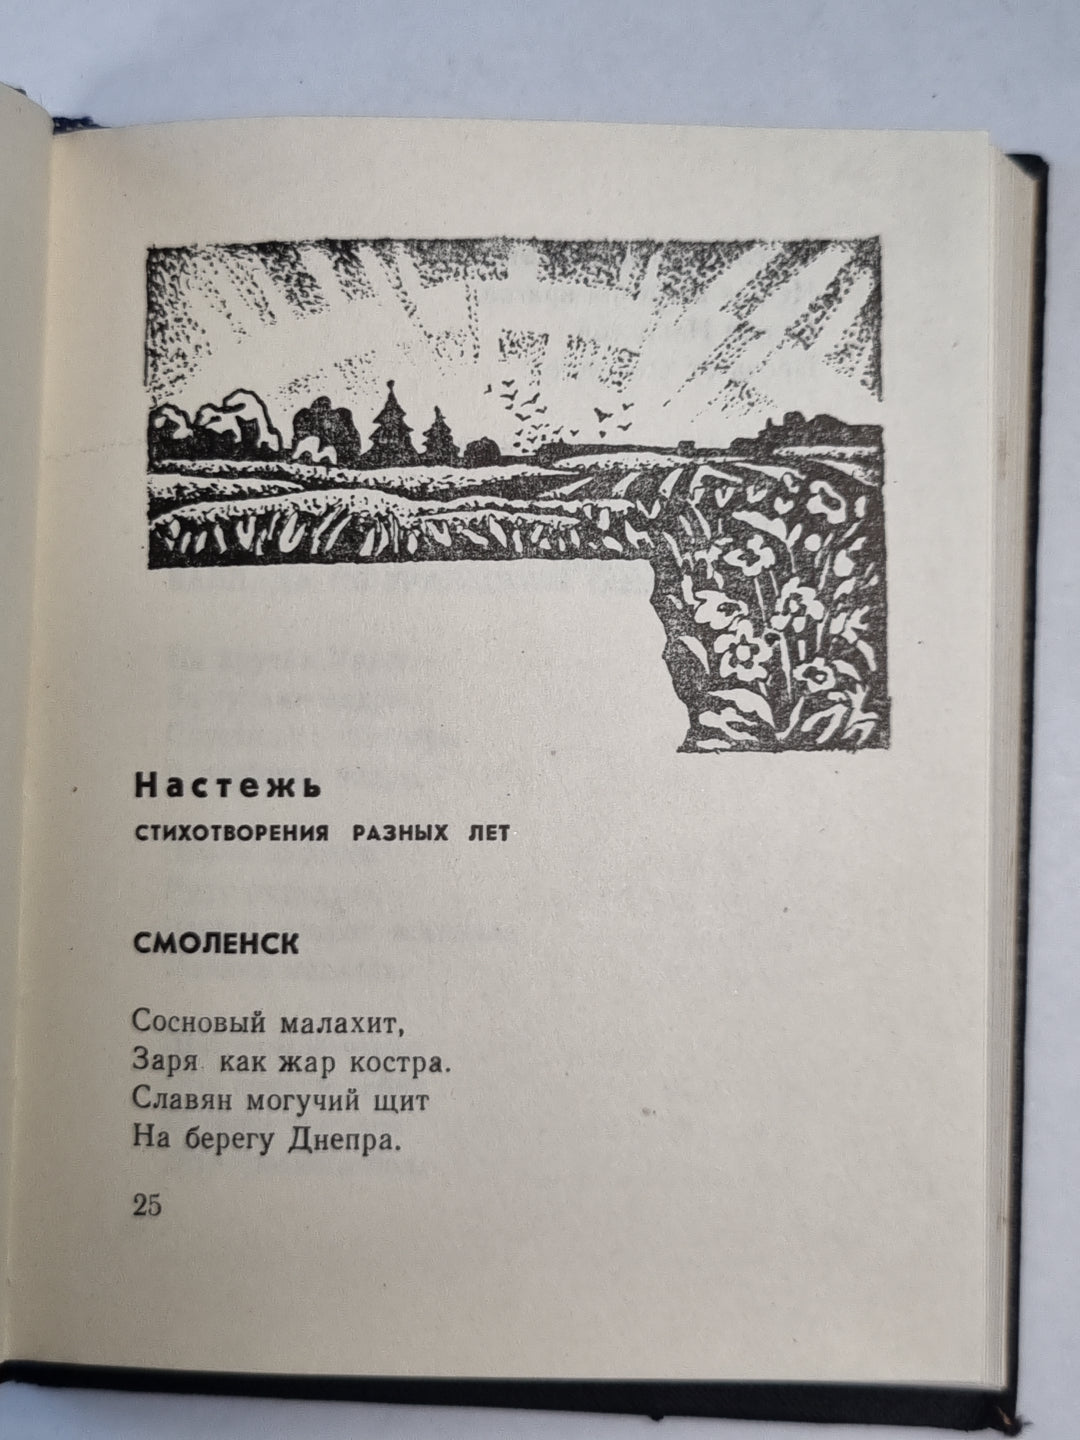 Настежь
СТИХОТВОРЕНИЯ РАЗНЫХ ЛЕТ
СМОЛЕНСК
Сосновый малахит,
Заря как жар костра.
Славян могучий щит
На берегу Днепра.
25